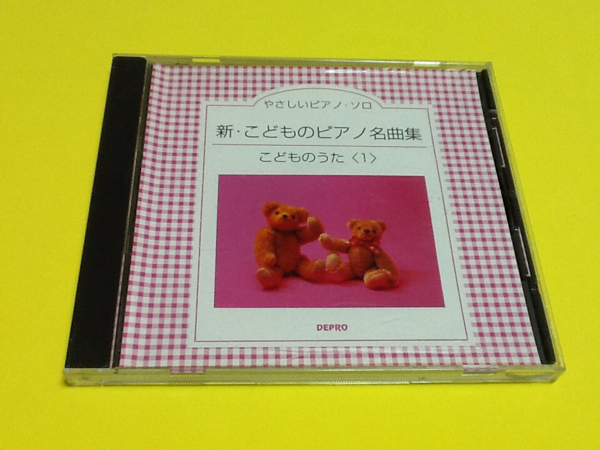 やさしいピアノ・ソロ
新・こどものピアノ名曲集
こどものうた〈1〉
DEPRO